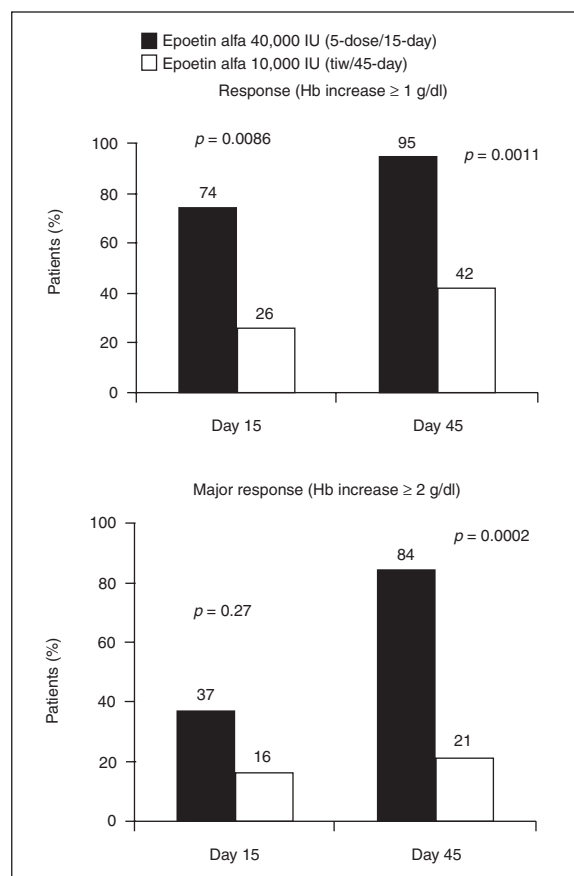 Epoetin alfa 40,000 IU (5-dose/15-day)
Epoetin alfa 10,000 IU (tiw/45-day)
Response (Hb increase ≥ 1 g/dl)
Patients (%)
100
80
60
40
20
0
p = 0.0086
p = 0.0011
74
26
95
42
Day 15
Day 45
Major response (Hb increase ≥ 2 g/dl)
Patients (%)
100
80
60
40
20
0
p = 0.27
p = 0.0002
37
16
84
21
Day 15
Day 45